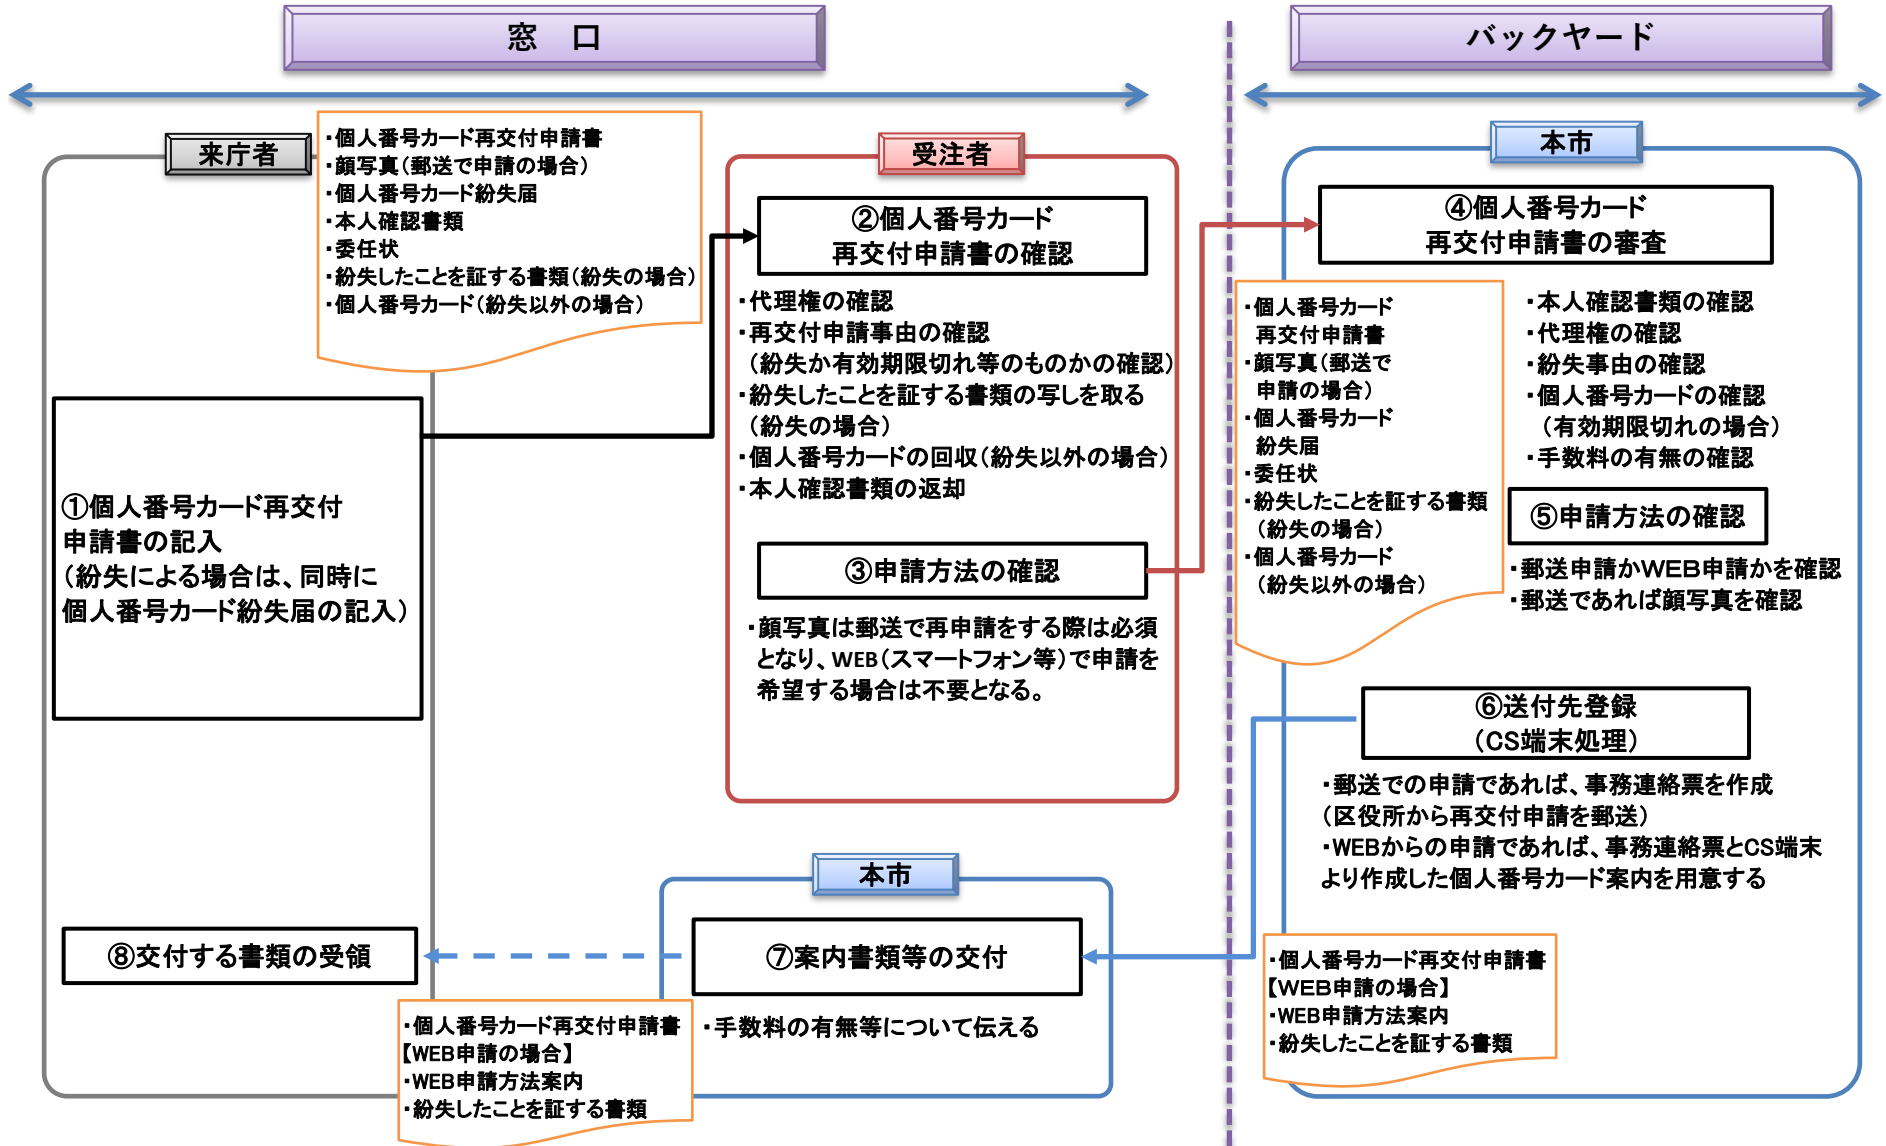 窓　口
バックヤード
来庁者
・個人番号カード再交付申請書
・顔写真（郵送で申請の場合）
・個人番号カード紛失届
・本人確認書類
・委任状
・紛失したことを証する書類（紛失の場合）
・個人番号カード（紛失以外の場合）
①個人番号カード再交付
申請書の記入
（紛失による場合は、同時に
個人番号カード紛失届の記入）
受注者
②個人番号カード
再交付申請書の確認
・代理権の確認
・再交付申請事由の確認
（紛失か有効期限切れ等のものかの確認）
・紛失したことを証する書類の写しを取る
（紛失の場合）
・個人番号カードの回収（紛失以外の場合）
・本人確認書類の返却
③申請方法の確認
・顔写真は郵送で再申請をする際は必須
となり、WEB（スマートフォン等）で申請を
希望する場合は不要となる。
本市
④個人番号カード
再交付申請書の審査
・個人番号カード
再交付申請書
・顔写真（郵送で
申請の場合）
・個人番号カード
紛失届
・委任状
・紛失したことを証する書類
（紛失の場合）
・個人番号カード
（紛失以外の場合）
・本人確認書類の確認
・代理権の確認
・紛失事由の確認
・個人番号カードの確認
（有効期限切れの場合）
・手数料の有無の確認
⑤申請方法の確認
・郵送申請かWEB申請かを確認
・郵送であれば顔写真を確認
⑥送付先登録
（CS端末処理）
・郵送での申請であれば、事務連絡票を作成
（区役所から再交付申請を郵送）
・WEBからの申請であれば、事務連絡票とCS端末
より作成した個人番号カード案内を用意する
・個人番号カード再交付申請書
【WEB申請の場合】
・WEB申請方法案内
・紛失したことを証する書類
本市
⑦案内書類等の交付
・手数料の有無等について伝える
⑧交付する書類の受領
・個人番号カード再交付申請書
【WEB申請の場合】
・WEB申請方法案内
・紛失したことを証する書類